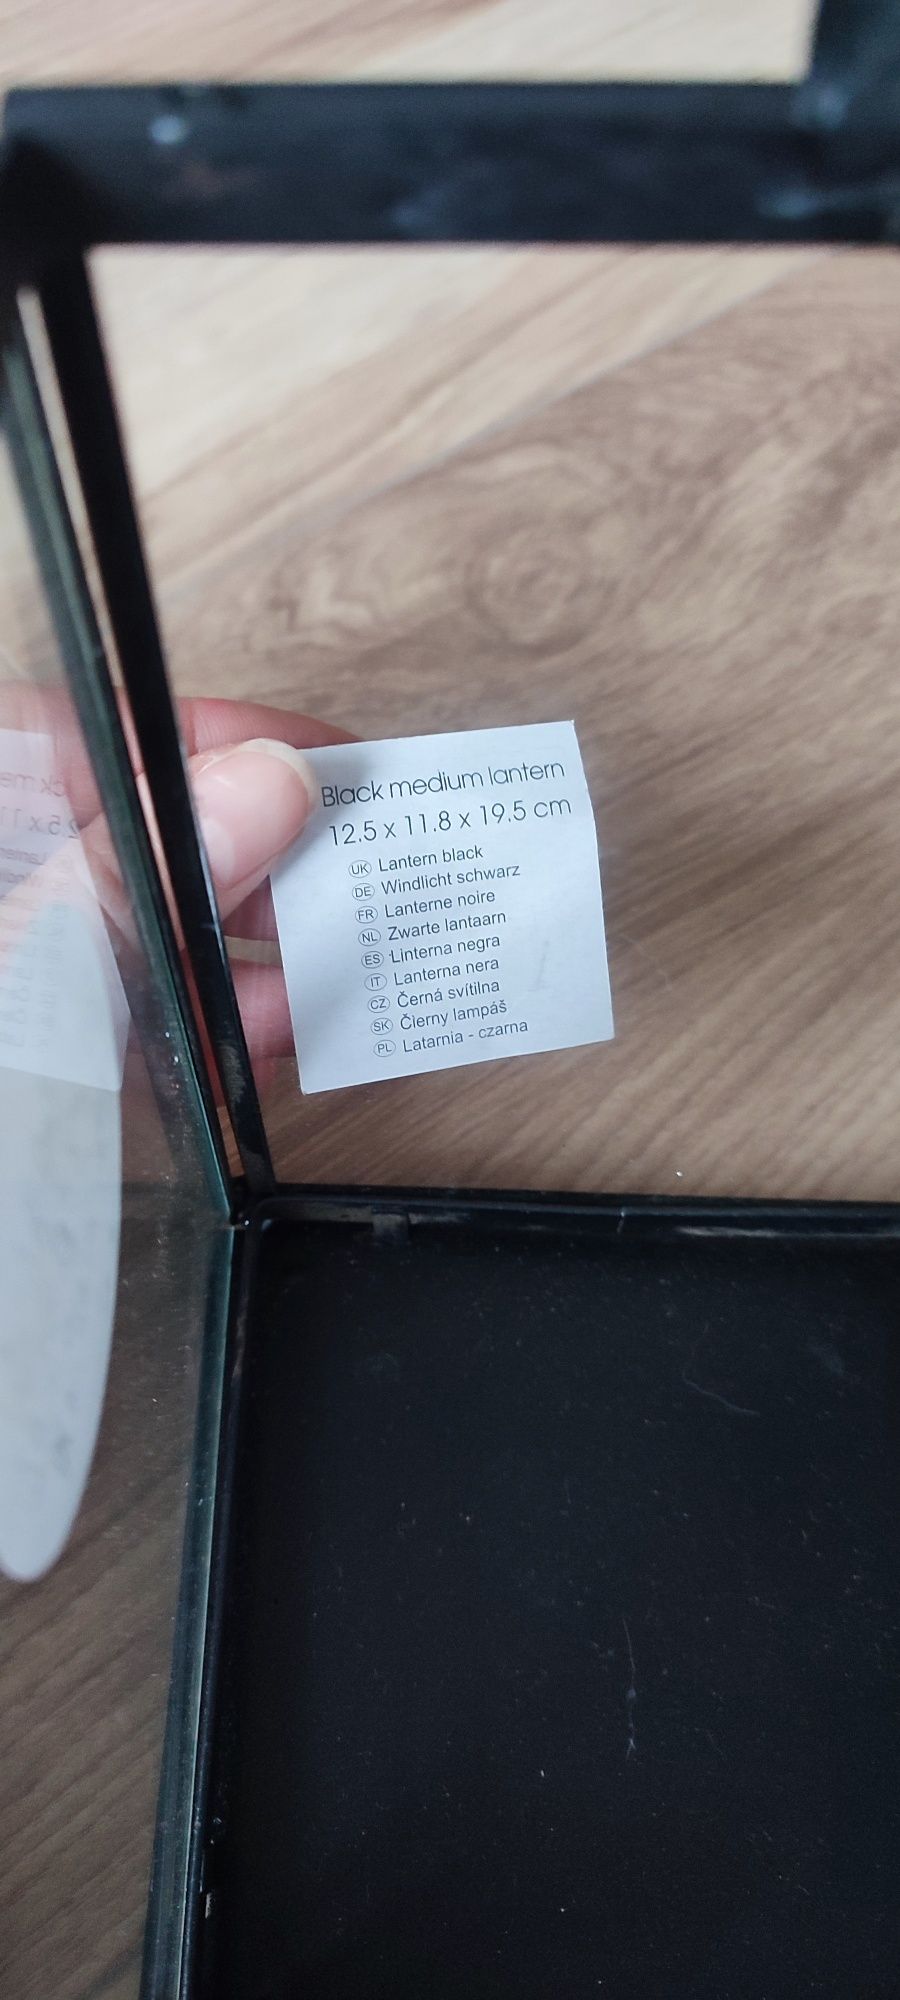 Black medium lantern
12.5 x 11.8 x 19.5 cm
UK Lantern black
DE Windlicht schwarz
FR Lanterne noire
NL Zwarte lantaarn
ES Linterna negra
IT Lanterna nera
CZ Černá svítilna
SK Čierny lampáš
PL Latarnia - czarna